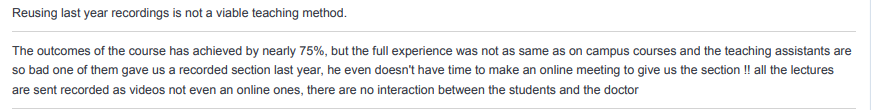 Reusing last year recordings is not a viable teaching method.
The outcomes of the course has achieved by nearly 75%, but the full experience was not as same as on campus courses and the teaching assistants are
so bad one of them gave us a recorded section last year, he even doesn't have time to make an online meeting to give us the section !! all the lectures
are sent recorded as videos not even an online ones, there are no interaction between the students and the doctor